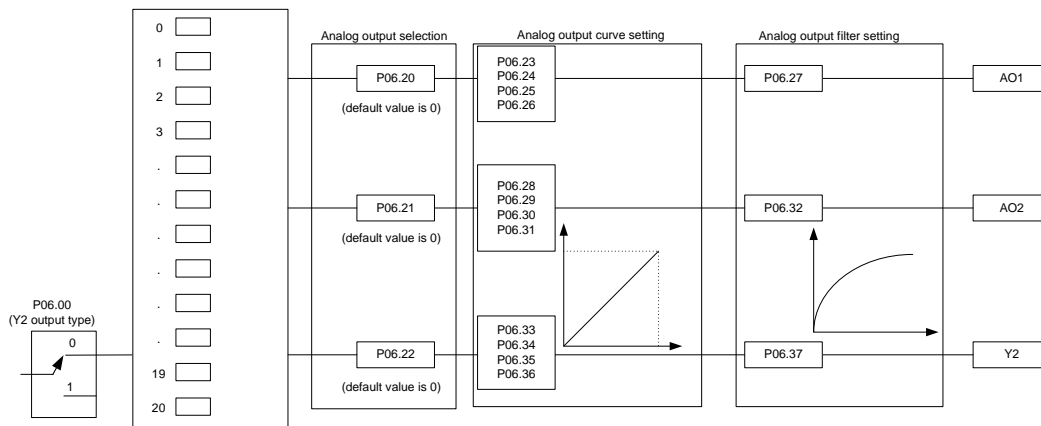 0
1
2
3
.
.
.
.
.
.
19
20
P06.00
(Y2 output type)
0
1
Analog output selection
P06.20
(default value is 0)
P06.21
(default value is 0)
P06.22
(default value is 0)
Analog output curve setting
P06.23
P06.24
P06.25
P06.26
P06.28
P06.29
P06.30
P06.31
P06.33
P06.34
P06.35
P06.36
Analog output filter setting
P06.27
P06.32
P06.37
AO1
AO2
Y2